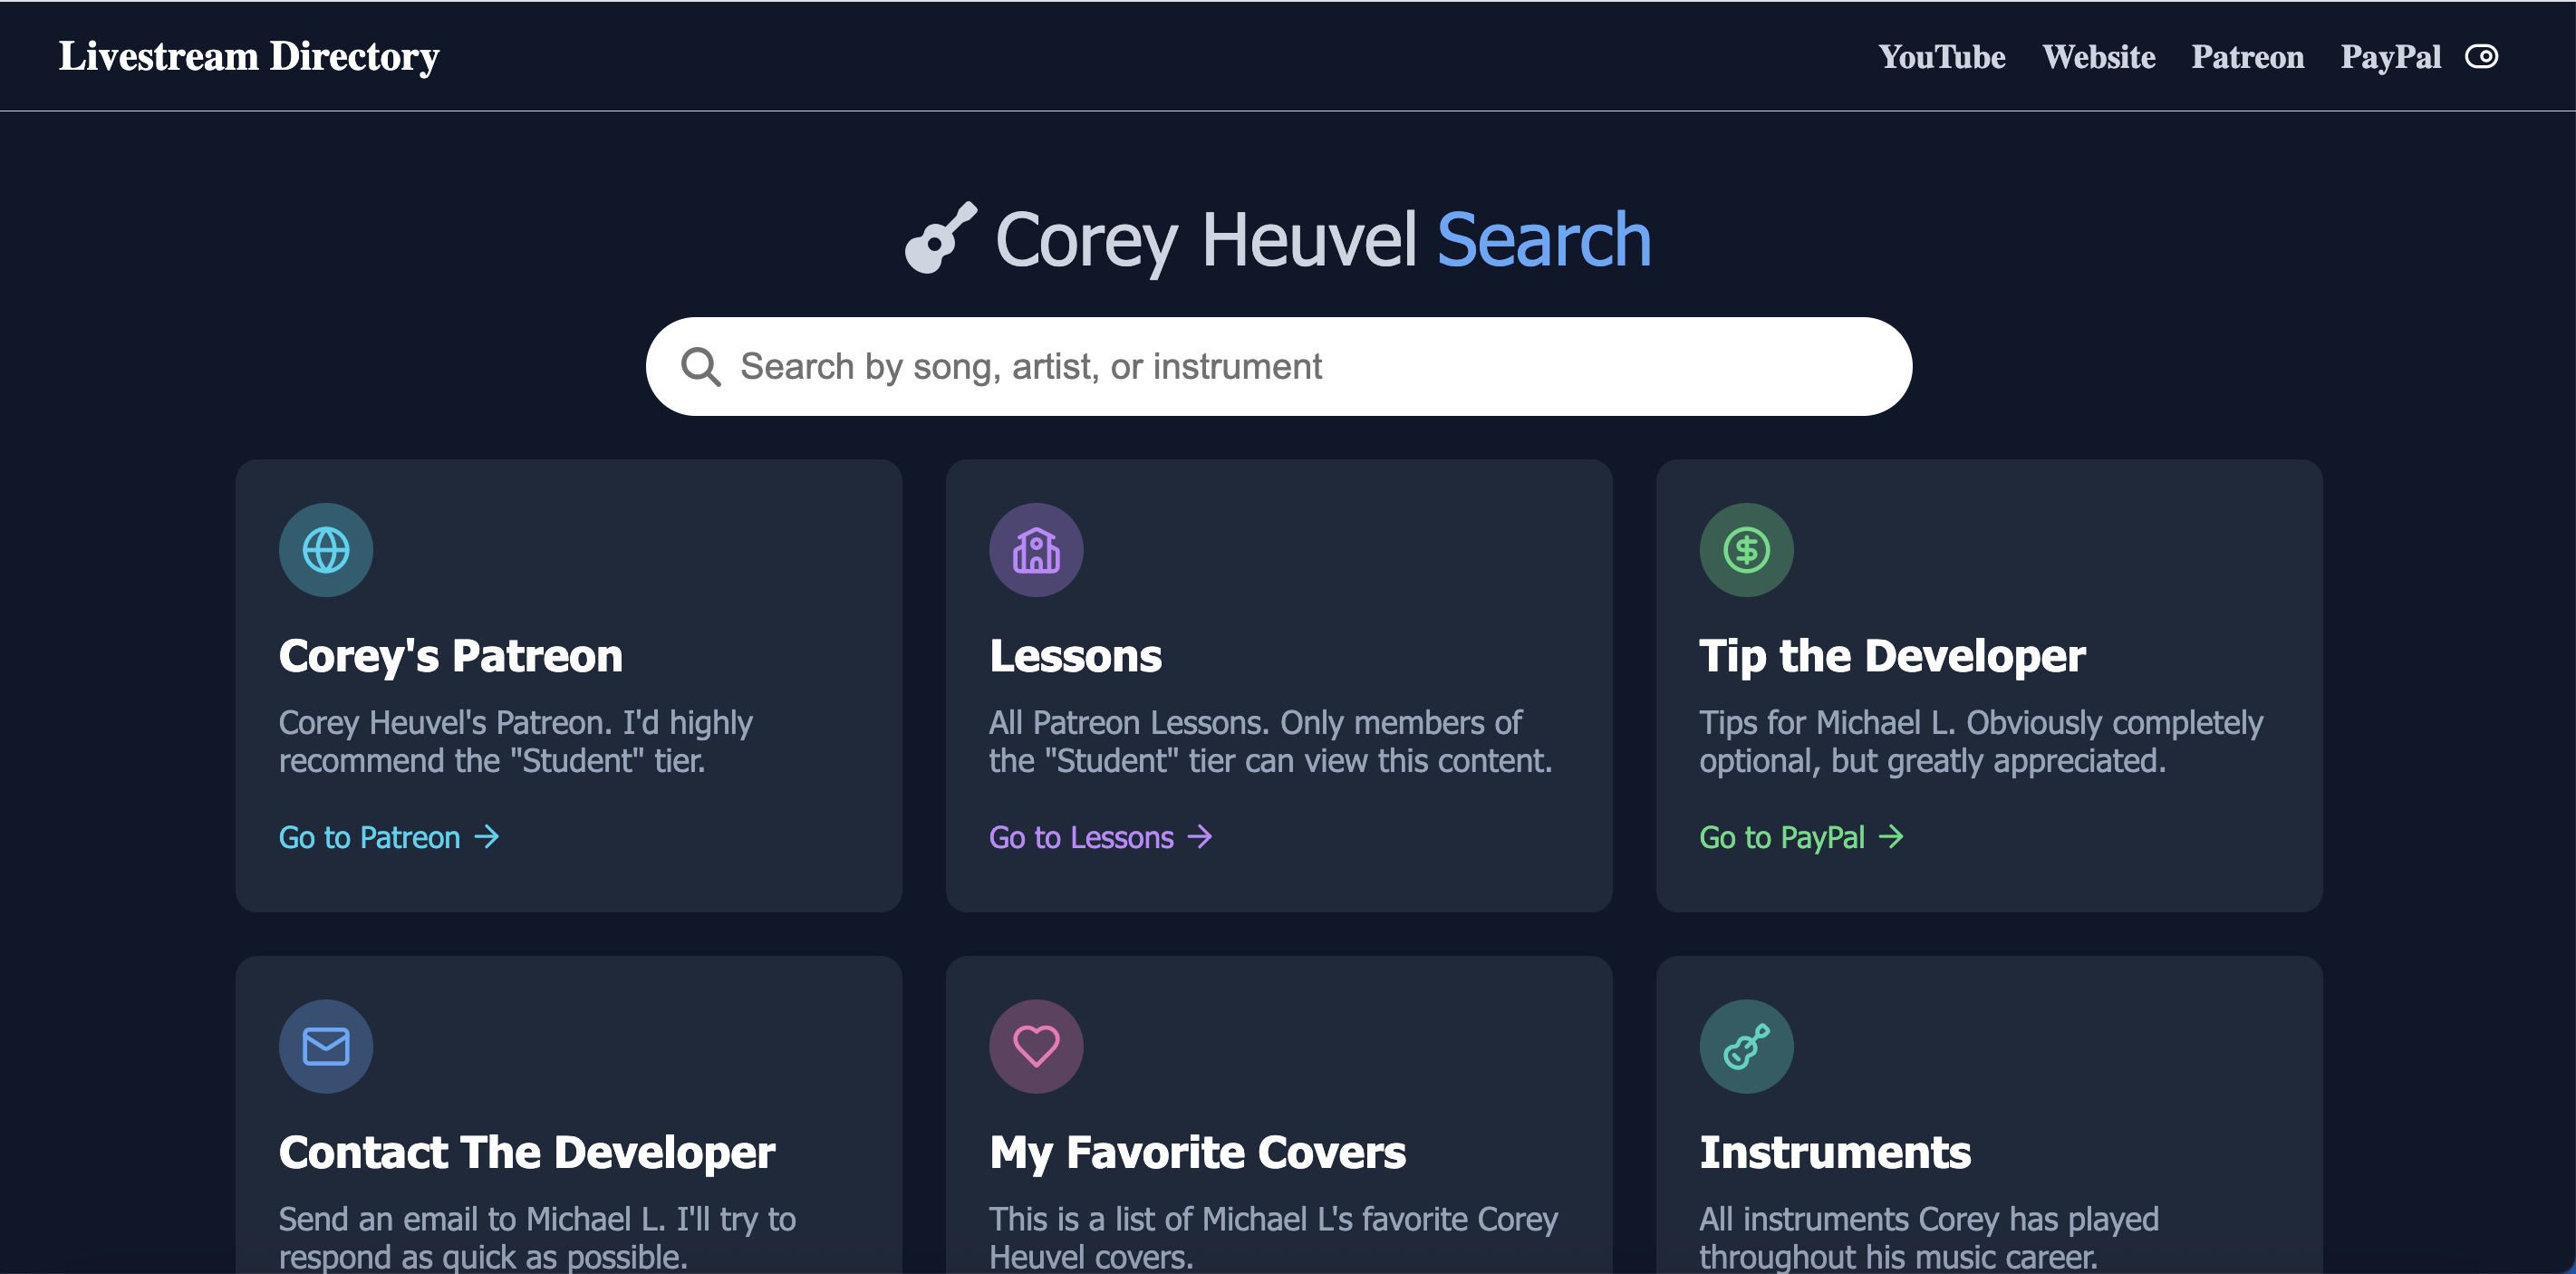 Livestream Directory
YouTube Website Patreon PayPal
Corey Heuvel Search
Search by song, artist, or instrument
Corey's Patreon
Corey Heuvel's Patreon. I'd highly
recommend the "Student" tier.
Go to Patreon →
Lessons
All Patreon Lessons. Only members of
the "Student" tier can view this content.
Go to Lessons →
Tip the Developer
Tips for Michael L. Obviously completely
optional, but greatly appreciated.
Go to PayPal →
Contact The Developer
Send an email to Michael L. I'll try to
respond as quick as possible.
My Favorite Covers
This is a list of Michael L's favorite Corey
Heuvel covers.
Instruments
All instruments Corey has played
throughout his music career.